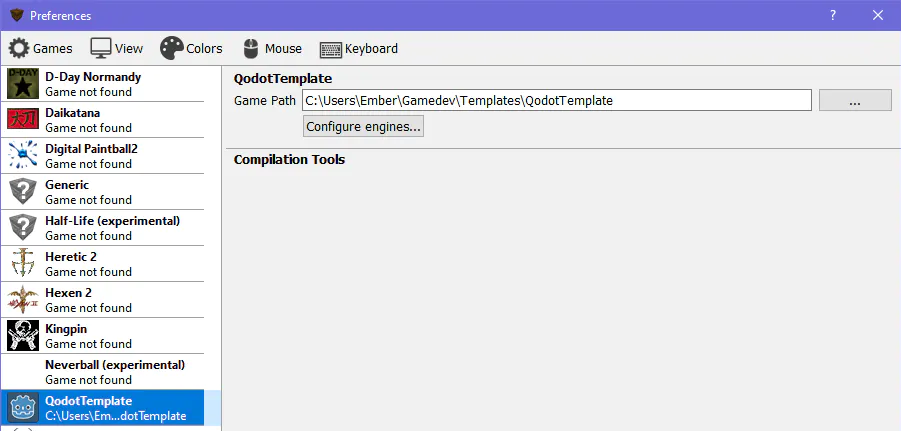 Preferences
?
Games View Colors Mouse Keyboard
D-DAY
D-Day Normandy
Game not found
Daikatana
Game not found
Digital Paintball2
Game not found
Generic
Game not found
Half-Life (experimental)
Game not found
Heretic 2
Game not found
Hexen 2
Game not found
Kingpin
Game not found
Neverball (experimental)
Game not found
QodotTemplate
C:\Users\Em...dotTemplate
QodotTemplate
Game Path C:\Users\Ember\Gamedev\Templates\QodotTemplate ...
Configure engines...
Compilation Tools